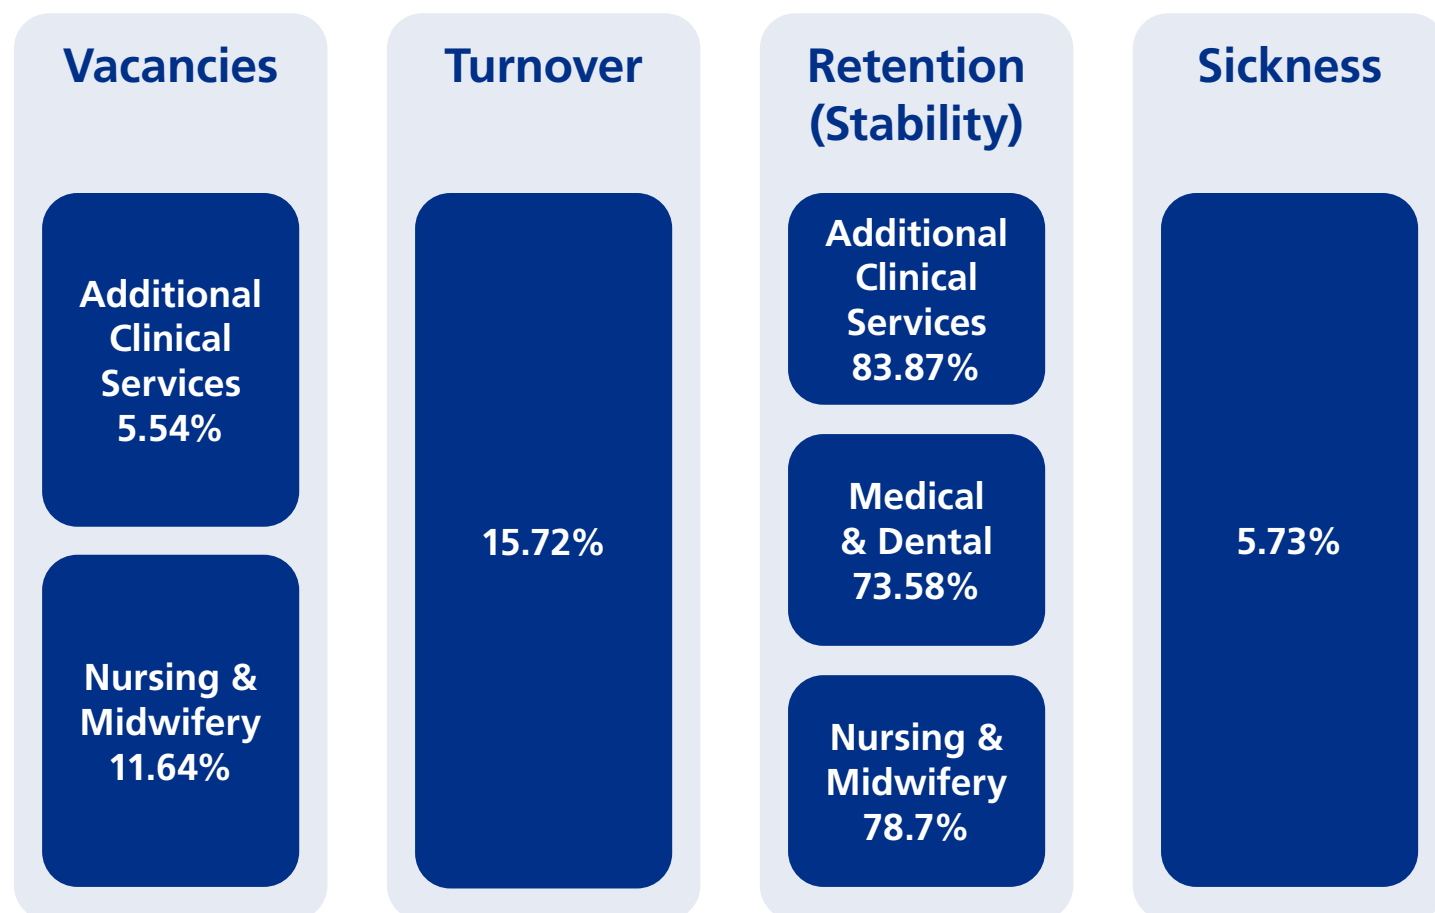 Vacancies
Additional
Clinical
Services
5.54%
Nursing &
Midwifery
11.64%
Turnover
15.72%
Retention
(Stability)
Additional
Clinical
Services
83.87%
Medical
& Dental
73.58%
Nursing &
Midwifery
78.7%
Sickness
5.73%